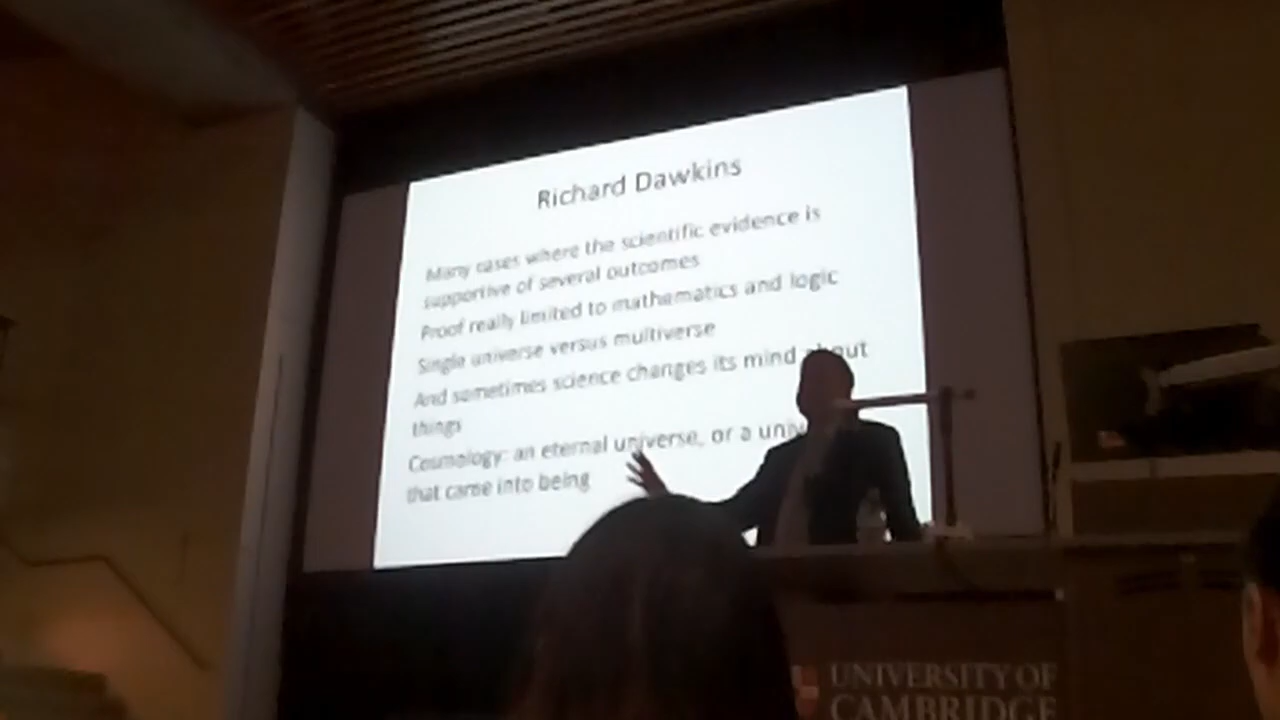 Richard Dawkins
Many cases where the scientific evidence is
supportive of several outcomes
Proof really limited to mathematics and logic
Single universe versus multiverse
And sometimes science changes its mind about
things
Cosmology: an eternal universe, or a univ
that came into being
UNIVERSITY OF
CAMBRIDGE